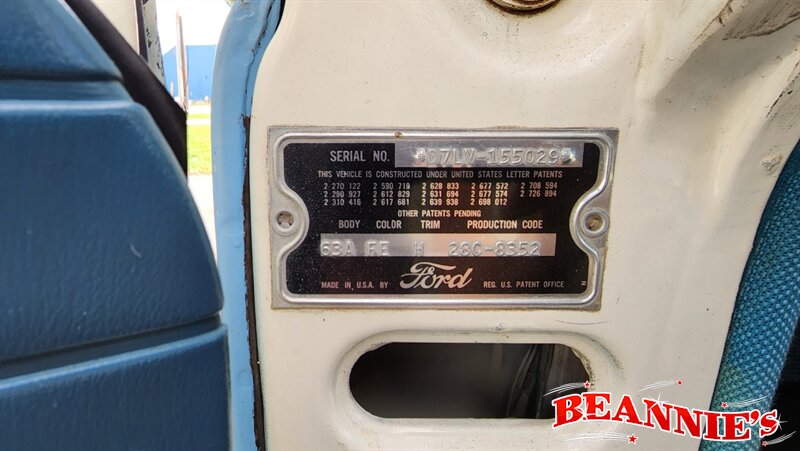 SERIAL NO. D7LV-155029
THIS VEHICLE IS CONSTRUCTED UNDER UNITED STATES LETTER PATENTS
2 270 122 2 590 719 2 628 833 2 677 572 2 708 594
2 290 927 2 612 829 2 631 694 2 677 574 2 726 894
2 310 416 2 617 681 2 639 938 2 698 012
OTHER PATENTS PENDING
BODY COLOR TRIM PRODUCTION CODE
63A FE H 28C-8352
Ford
MADE IN U.S.A. BY REG. U.S. PATENT OFFICE
BEANNIE's